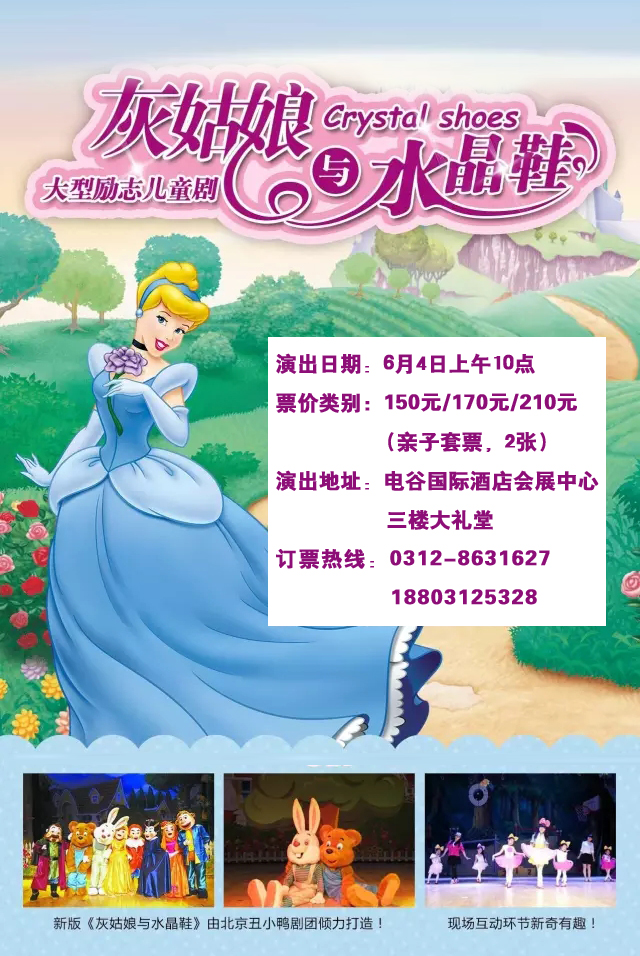 灰姑娘
Crystal shoes
与水晶鞋
大型励志儿童剧
演出日期：6月4日上午10点
票价类别：150元/170元/210元
（亲子套票，2张）
演出地址：电谷国际酒店会展中心
三楼大礼堂
订票热线：0312-8631627
18803125328
新版《灰姑娘与水晶鞋》由北京丑小鸭剧团倾力打造！
现场互动环节新奇有趣！